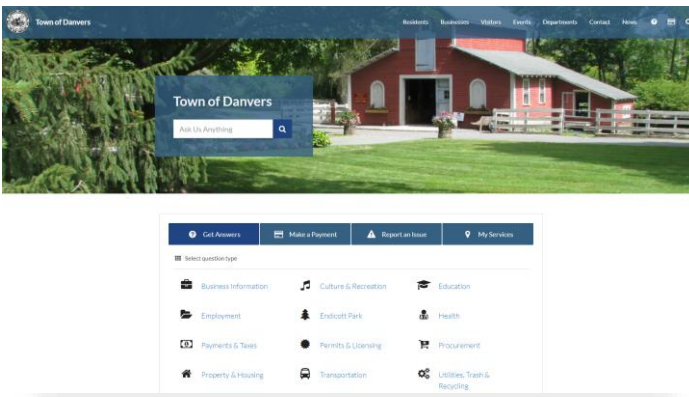 Town of Danvers
Residents Businesses Visitors Events Departments Contact News
Town of Danvers
Ask Us Anything
Get Answers Make a Payment Report an Issue My Services
Select question type
Business Information Culture & Recreation Education
Employment Endicott Park Health
Payments & Taxes Permits & Licensing Procurement
Property & Housing Transportation Utilities, Trash &
Recycling